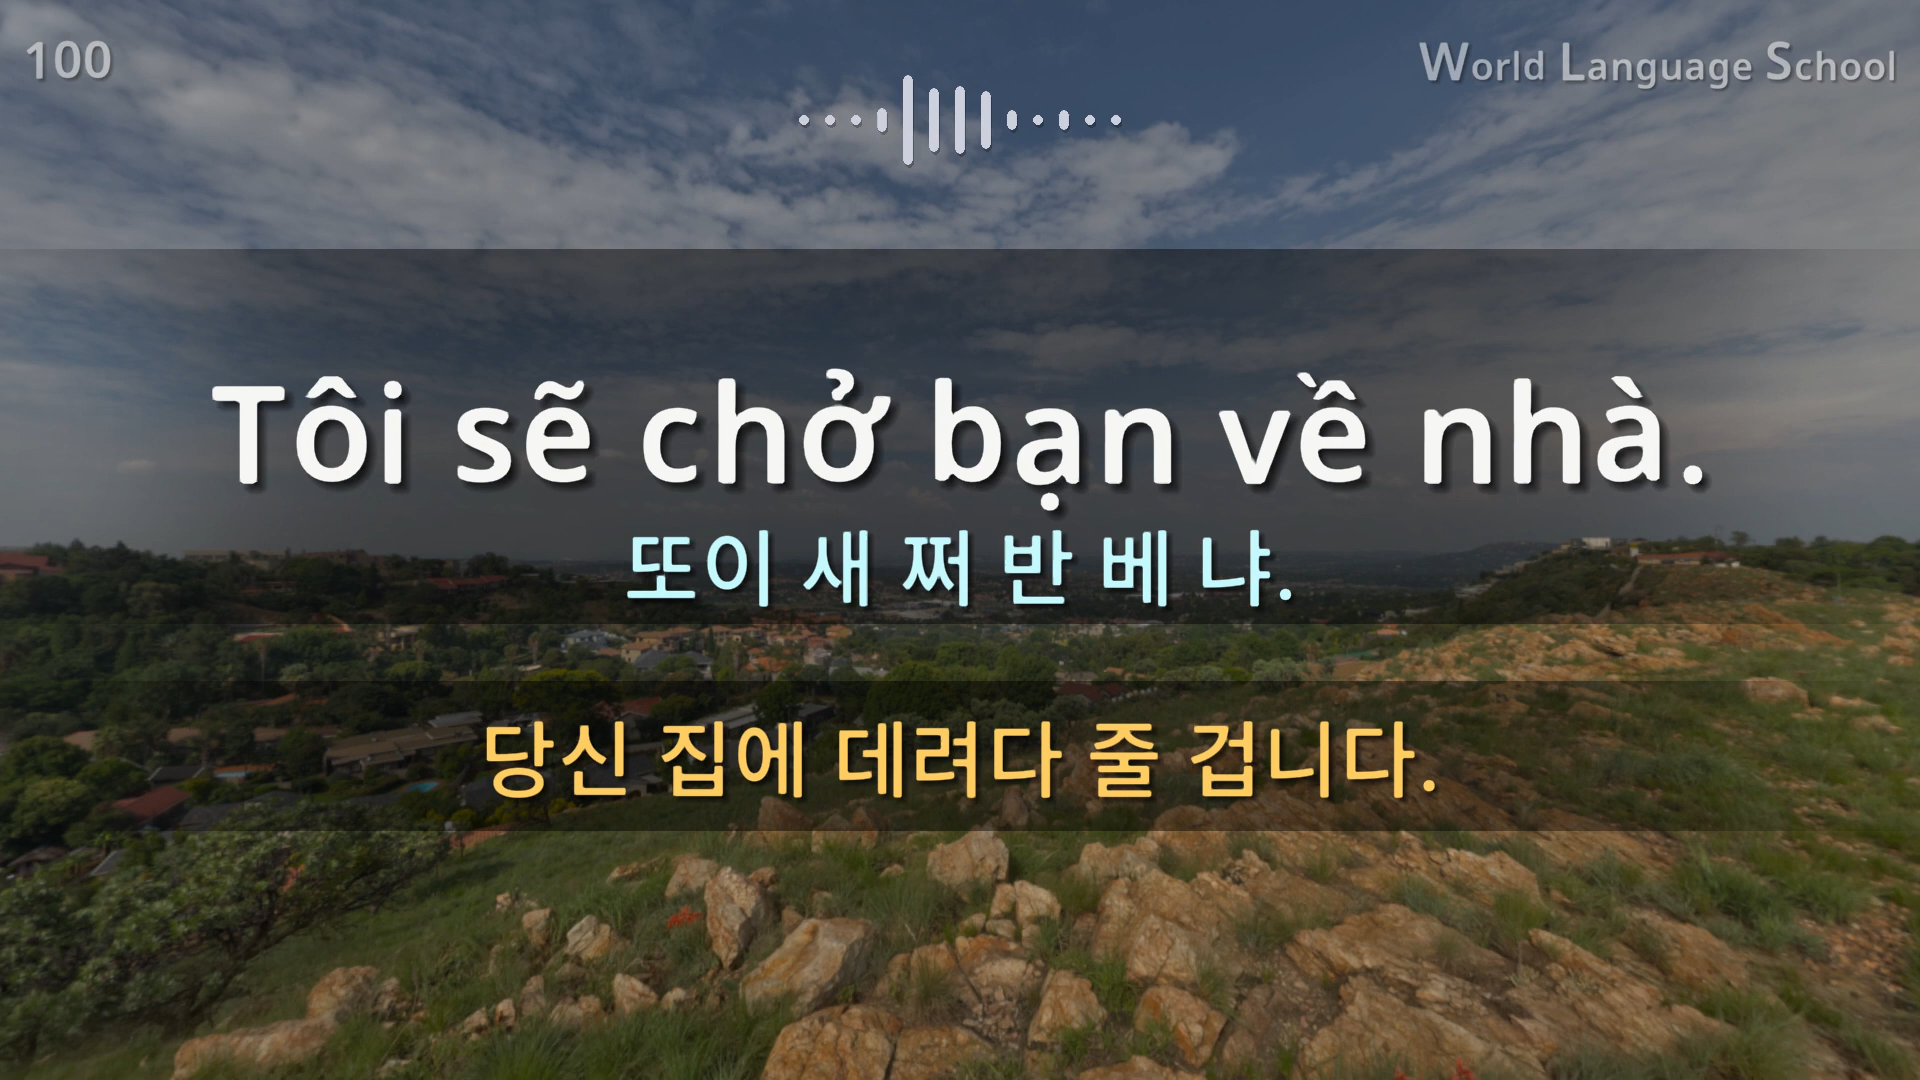 100
World Language School
Tôi sẽ chở bạn về nhà.
또이 새 쩌 반 베 냐.
당신 집에 데려다 줄 겁니다.